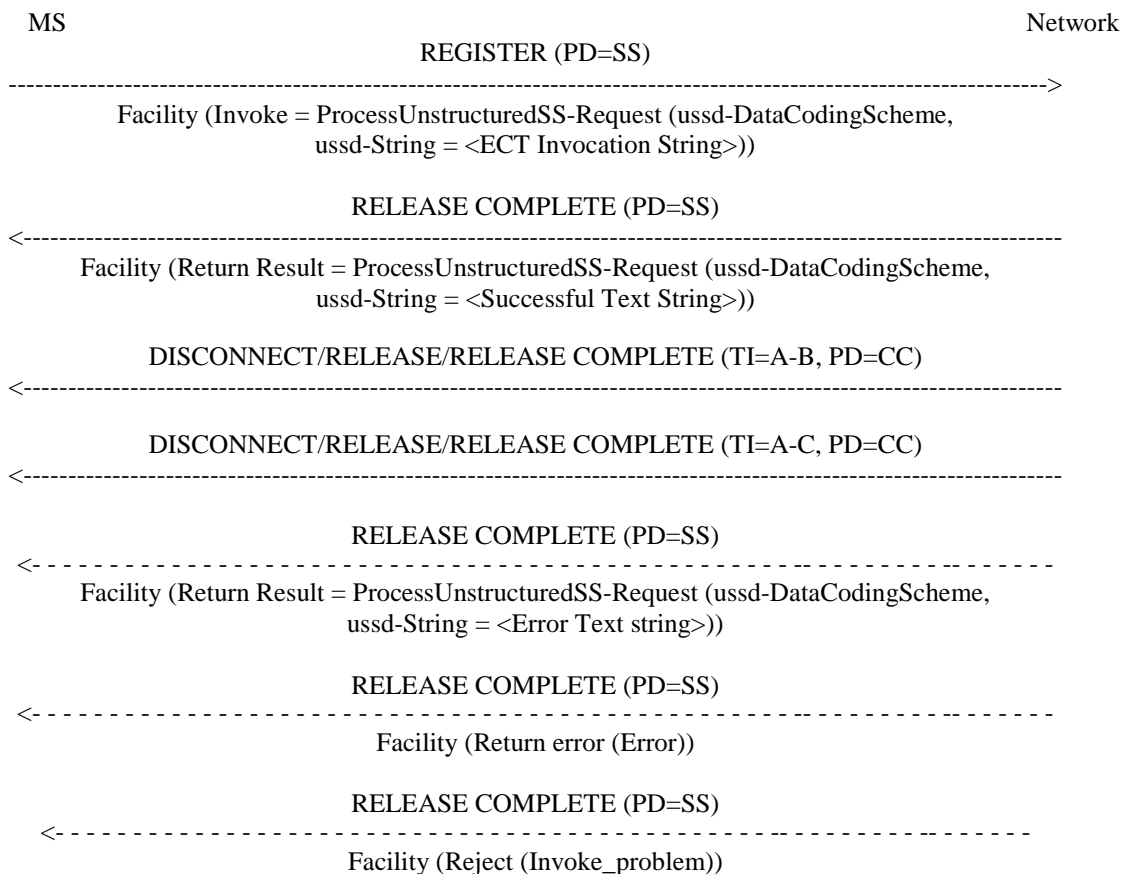 MS Network
REGISTER (PD=SS)
------------------------------------------------------------------------------------------------------------------------>
Facility (Invoke = ProcessUnstructuredSS-Request (ussd-DataCodingScheme,
ussd-String = <ECT Invocation String>))
RELEASE COMPLETE (PD=SS)
<------------------------------------------------------------------------------------------------------------------------
Facility (Return Result = ProcessUnstructuredSS-Request (ussd-DataCodingScheme,
ussd-String = <Successful Text String>))
DISCONNECT/RELEASE/RELEASE COMPLETE (TI=A-B, PD=CC)
<------------------------------------------------------------------------------------------------------------------------
DISCONNECT/RELEASE/RELEASE COMPLETE (TI=A-C, PD=CC)
<------------------------------------------------------------------------------------------------------------------------
RELEASE COMPLETE (PD=SS)
<- - - - - - - - - - - - - - - - - - - - - - - - - - - - - - - - - - - - - - - - - - - - - - - - - -- - - - - - - - - -- - - - - - -
Facility (Return Result = ProcessUnstructuredSS-Request (ussd-DataCodingScheme,
ussd-String = <Error Text string>))
RELEASE COMPLETE (PD=SS)
<- - - - - - - - - - - - - - - - - - - - - - - - - - - - - - - - - - - - - - - - - - - - - - - - - -- - - - - - - - - -- - - - - - -
Facility (Return error (Error))
RELEASE COMPLETE (PD=SS)
<- - - - - - - - - - - - - - - - - - - - - - - - - - - - - - - - - - - - - - - - - - - - - - -- - - - - - - - - -- - - - - - -
Facility (Reject (Invoke_problem))